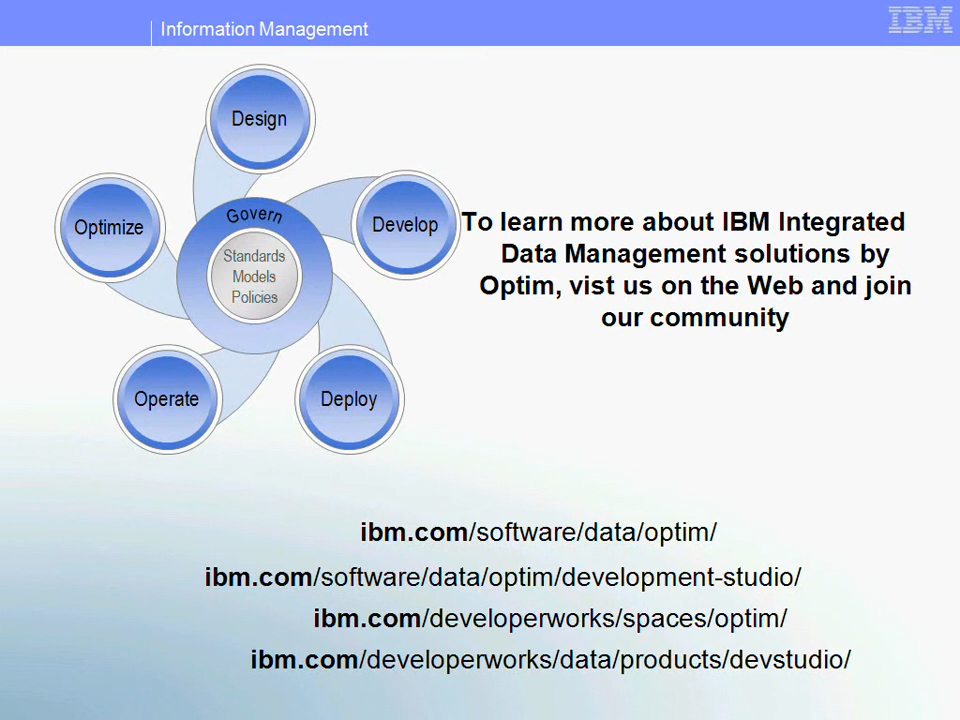 Information Management
IBM
Design
Optimize
Govern
Develop
Standards
Models
Policies
Operate
Deploy
To learn more about IBM Integrated
Data Management solutions by
Optim, vist us on the Web and join
our community
ibm.com/software/data/optim/
ibm.com/software/data/optim/development-studio/
ibm.com/developerworks/spaces/optim/
ibm.com/developerworks/data/products/devstudio/